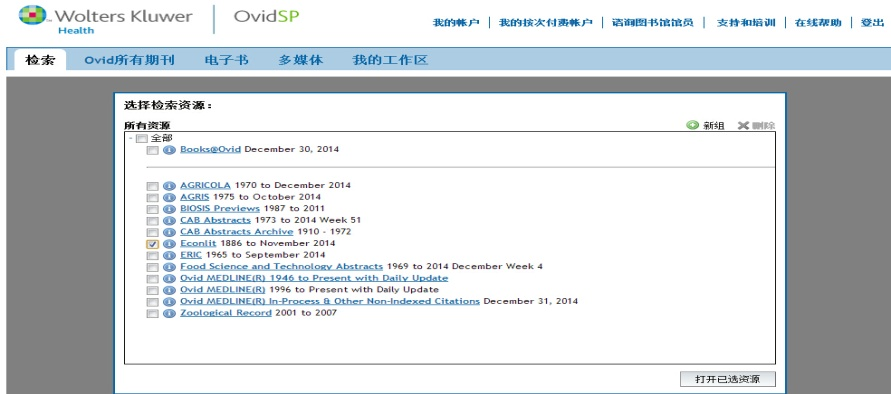 Wolters Kluwer
Health
OvidSP
我的帐户 | 我的按次付费帐户 | 咨询图书馆馆员 | 支持和培训 | 在线帮助 | 登出
检索 Ovid所有期刊 电子书 多媒体 我的工作区
选择检索资源：
所有资源 新组 删除
全部
Books@Ovid December 30, 2014
AGRICOLA 1970 to December 2014
AGRIS 1975 to October 2014
BIOSIS Previews 1987 to 2011
CAB Abstracts 1973 to 2014 Week 51
CAB Abstracts Archive 1910 - 1972
Econlit 1886 to November 2014
ERIC 1965 to September 2014
Food Science and Technology Abstracts 1969 to 2014 December Week 4
Ovid MEDLINE(R) 1946 to Present with Daily Update
Ovid MEDLINE(R) 1996 to Present with Daily Update
Ovid MEDLINE(R) In-Process & Other Non-Indexed Citations December 31, 2014
Zoological Record 2001 to 2007
打开已选资源